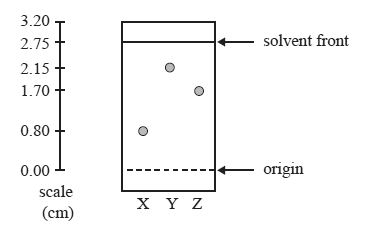 3.20
2.75
solvent front
2.15
1.70
0.80
0.00
origin
scale
(cm)
X Y Z